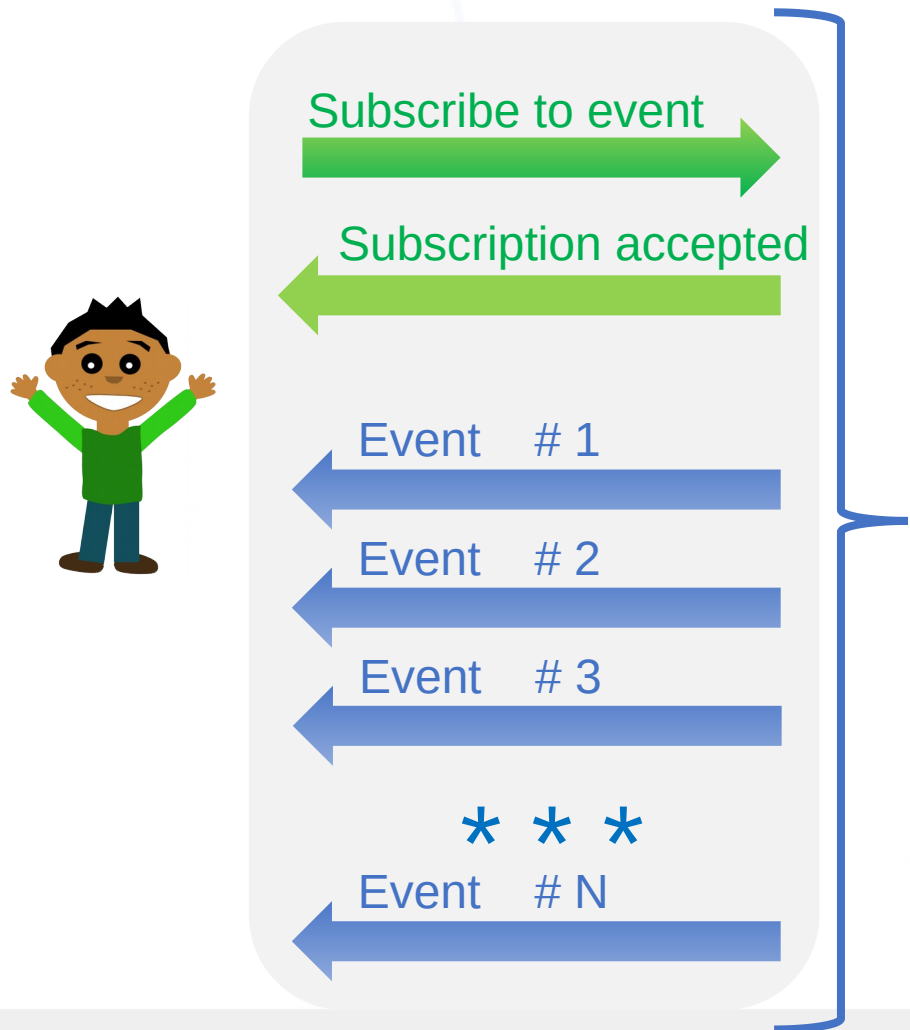 Subscribe to event
Subscription accepted
Event # 1
Event # 2
Event # 3
* * *
Event # N